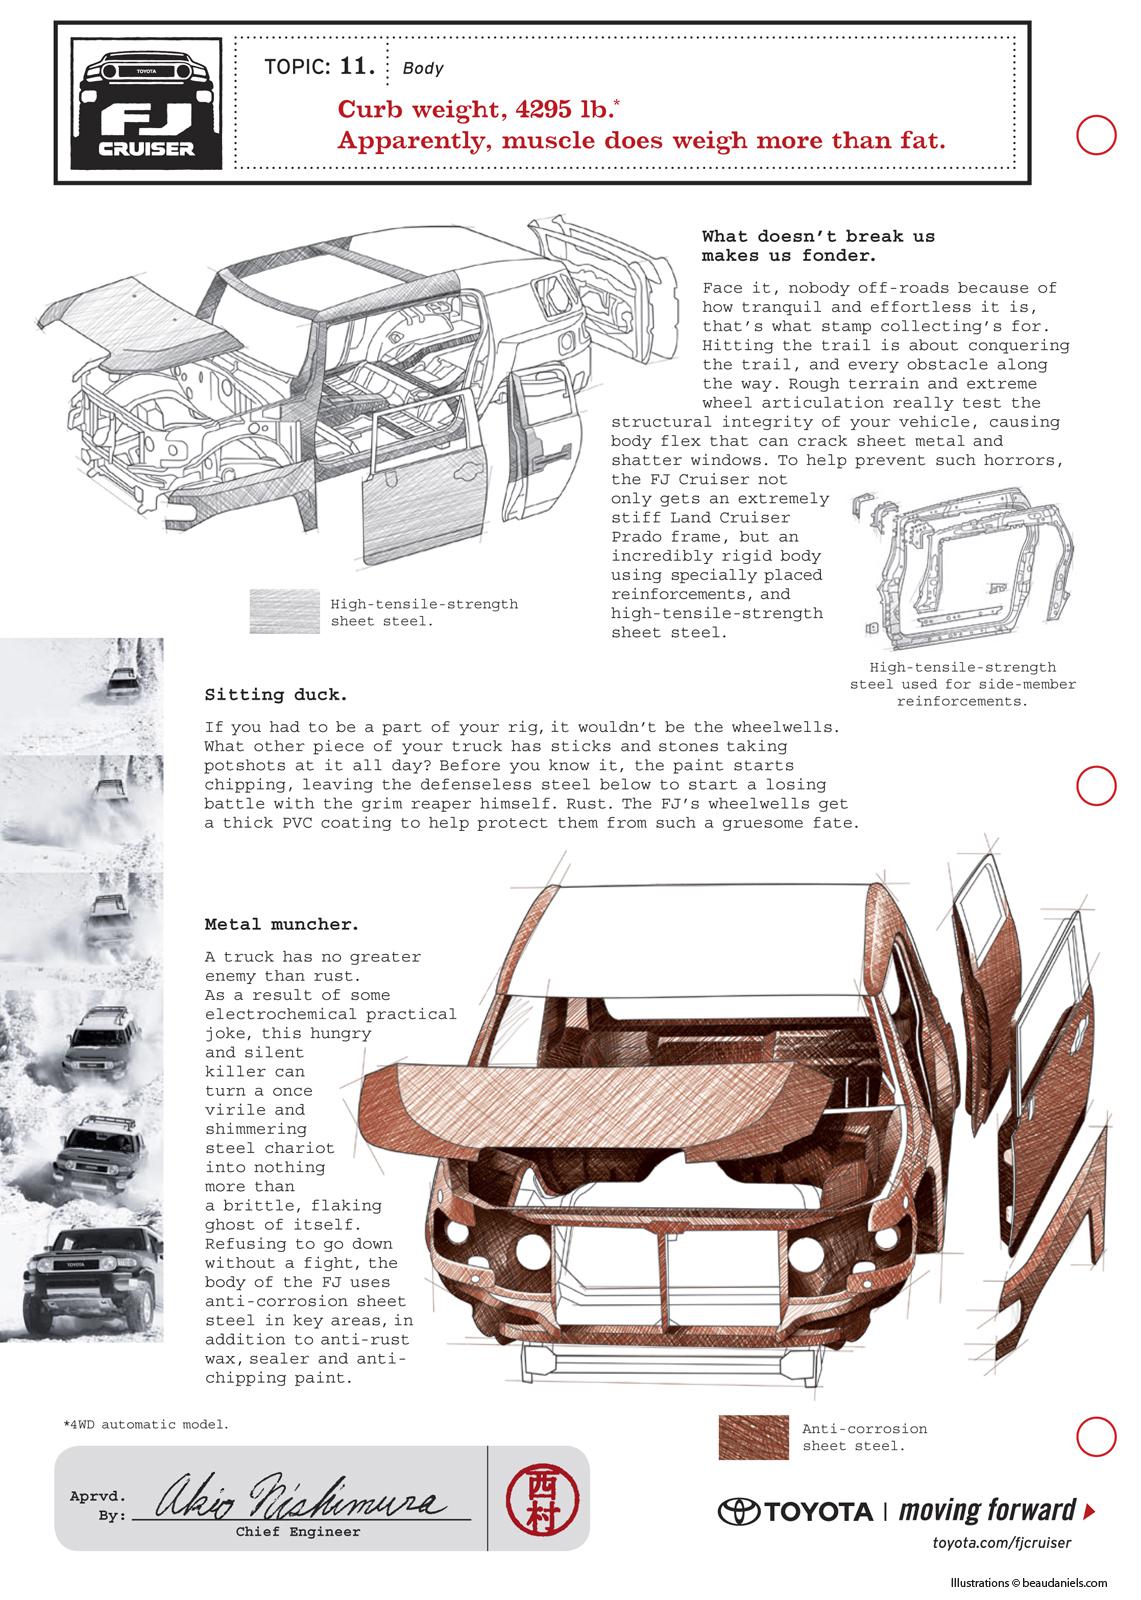 TOYOTA
FJ
CRUISER
TOPIC: 11. Body
Curb weight, 4295 lb.*
Apparently, muscle does weigh more than fat.
What doesn't break us
makes us fonder.
Face it, nobody off-roads because of
how tranquil and effortless it is,
that's what stamp collecting's for.
Hitting the trail is about conquering
the trail, and every obstacle along
the way. Rough terrain and extreme
wheel articulation really test the
structural integrity of your vehicle, causing
body flex that can crack sheet metal and
shatter windows. To help prevent such horrors,
the FJ Cruiser not
only gets an extremely
stiff Land Cruiser
Prado frame, but an
incredibly rigid body
using specially placed
reinforcements, and
high-tensile-strength
sheet steel.
High-tensile-strength
sheet steel.
High-tensile-strength
steel used for side-member
reinforcements.
Sitting duck.
If you had to be a part of your rig, it wouldn't be the wheelwells.
What other piece of your truck has sticks and stones taking
potshots at it all day? Before you know it, the paint starts
chipping, leaving the defenseless steel below to start a losing
battle with the grim reaper himself. Rust. The FJ's wheelwells get
a thick PVC coating to help protect them from such a gruesome fate.
Metal muncher.
A truck has no greater
enemy than rust.
As a result of some
electrochemical practical
joke, this hungry
and silent
killer can
turn a once
virile and
shimmering
steel chariot
into nothing
more than
a brittle, flaking
ghost of itself.
Refusing to go down
without a fight, the
body of the FJ uses
anti-corrosion sheet
steel in key areas, in
addition to anti-rust
wax, sealer and anti-
chipping paint.
TOYOTA
*4WD automatic model.
Anti-corrosion
sheet steel.
Aprvd.
By: Akio Nishimura
Chief Engineer
西村
TOYOTA | moving forward
toyota.com/fjcruiser
Illustrations © beaudaniels.com